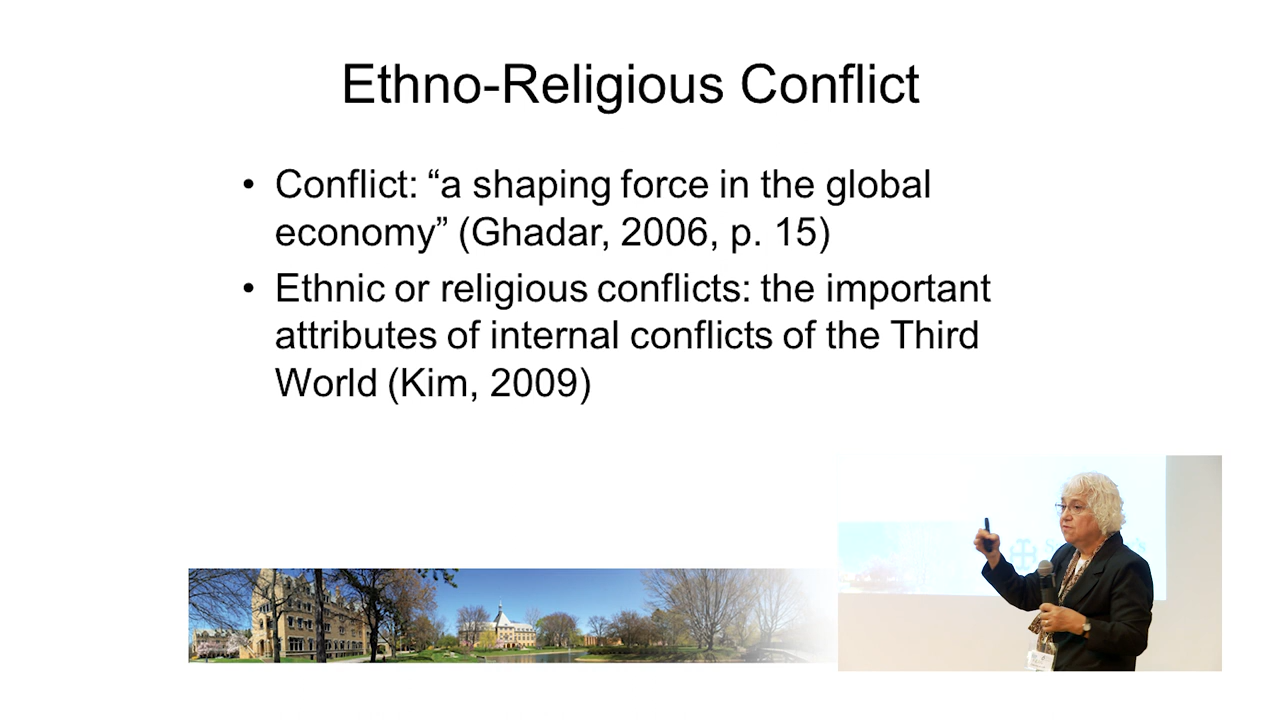 Ethno-Religious Conflict
• Conflict: “a shaping force in the global
economy” (Ghadar, 2006, p. 15)
• Ethnic or religious conflicts: the important
attributes of internal conflicts of the Third
World (Kim, 2009)